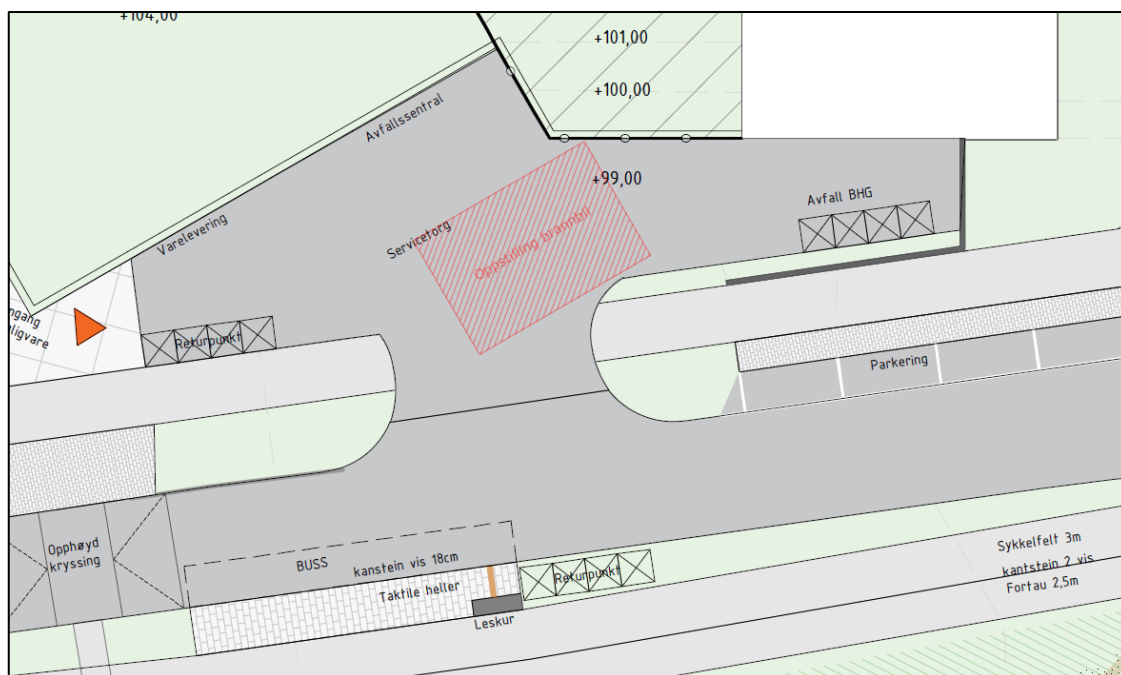 +104,00
+101,00
+100,00
Avfallssentral
+99,00
Avfall BHG
Varelevering
Servicetorg
Oppstilling brannbil
ngang
ligvare
Returpunkt
Parkering
Opphøyd
kryssing
BUSS
kanstein vis 18cm
Taktile heller
Returpunkt
Leskur
Sykkelfelt 3m
kantstein 2 vis
Fortau 2,5m